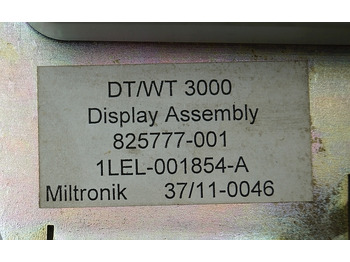 DT/WT 3000
Display Assembly
825777-001
1LEL-001854-A
Miltronik 37/11-0046